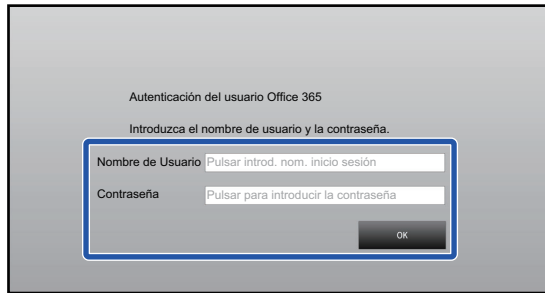 Autenticación del usuario Office 365
Introduzca el nombre de usuario y la contraseña.
Nombre de Usuario Pulsar introd. nom. inicio sesión
Contraseña Pulsar para introducir la contraseña
OK